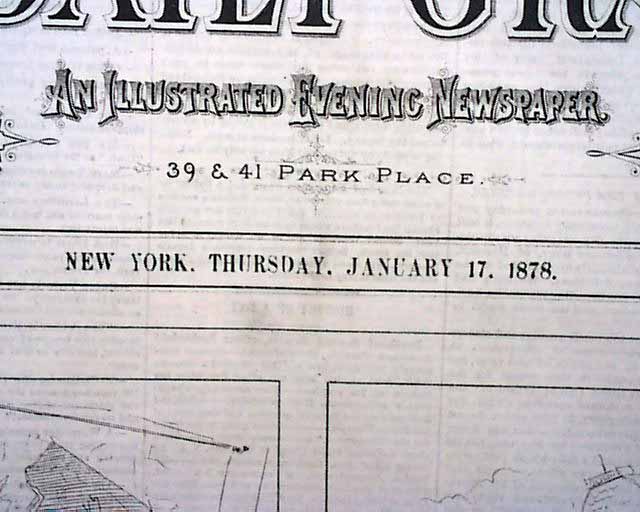 AN ILLUSTRATED EVENING NEWSPAPER.
39 & 41 PARK PLACE.
NEW YORK, THURSDAY, JANUARY 17, 1878.